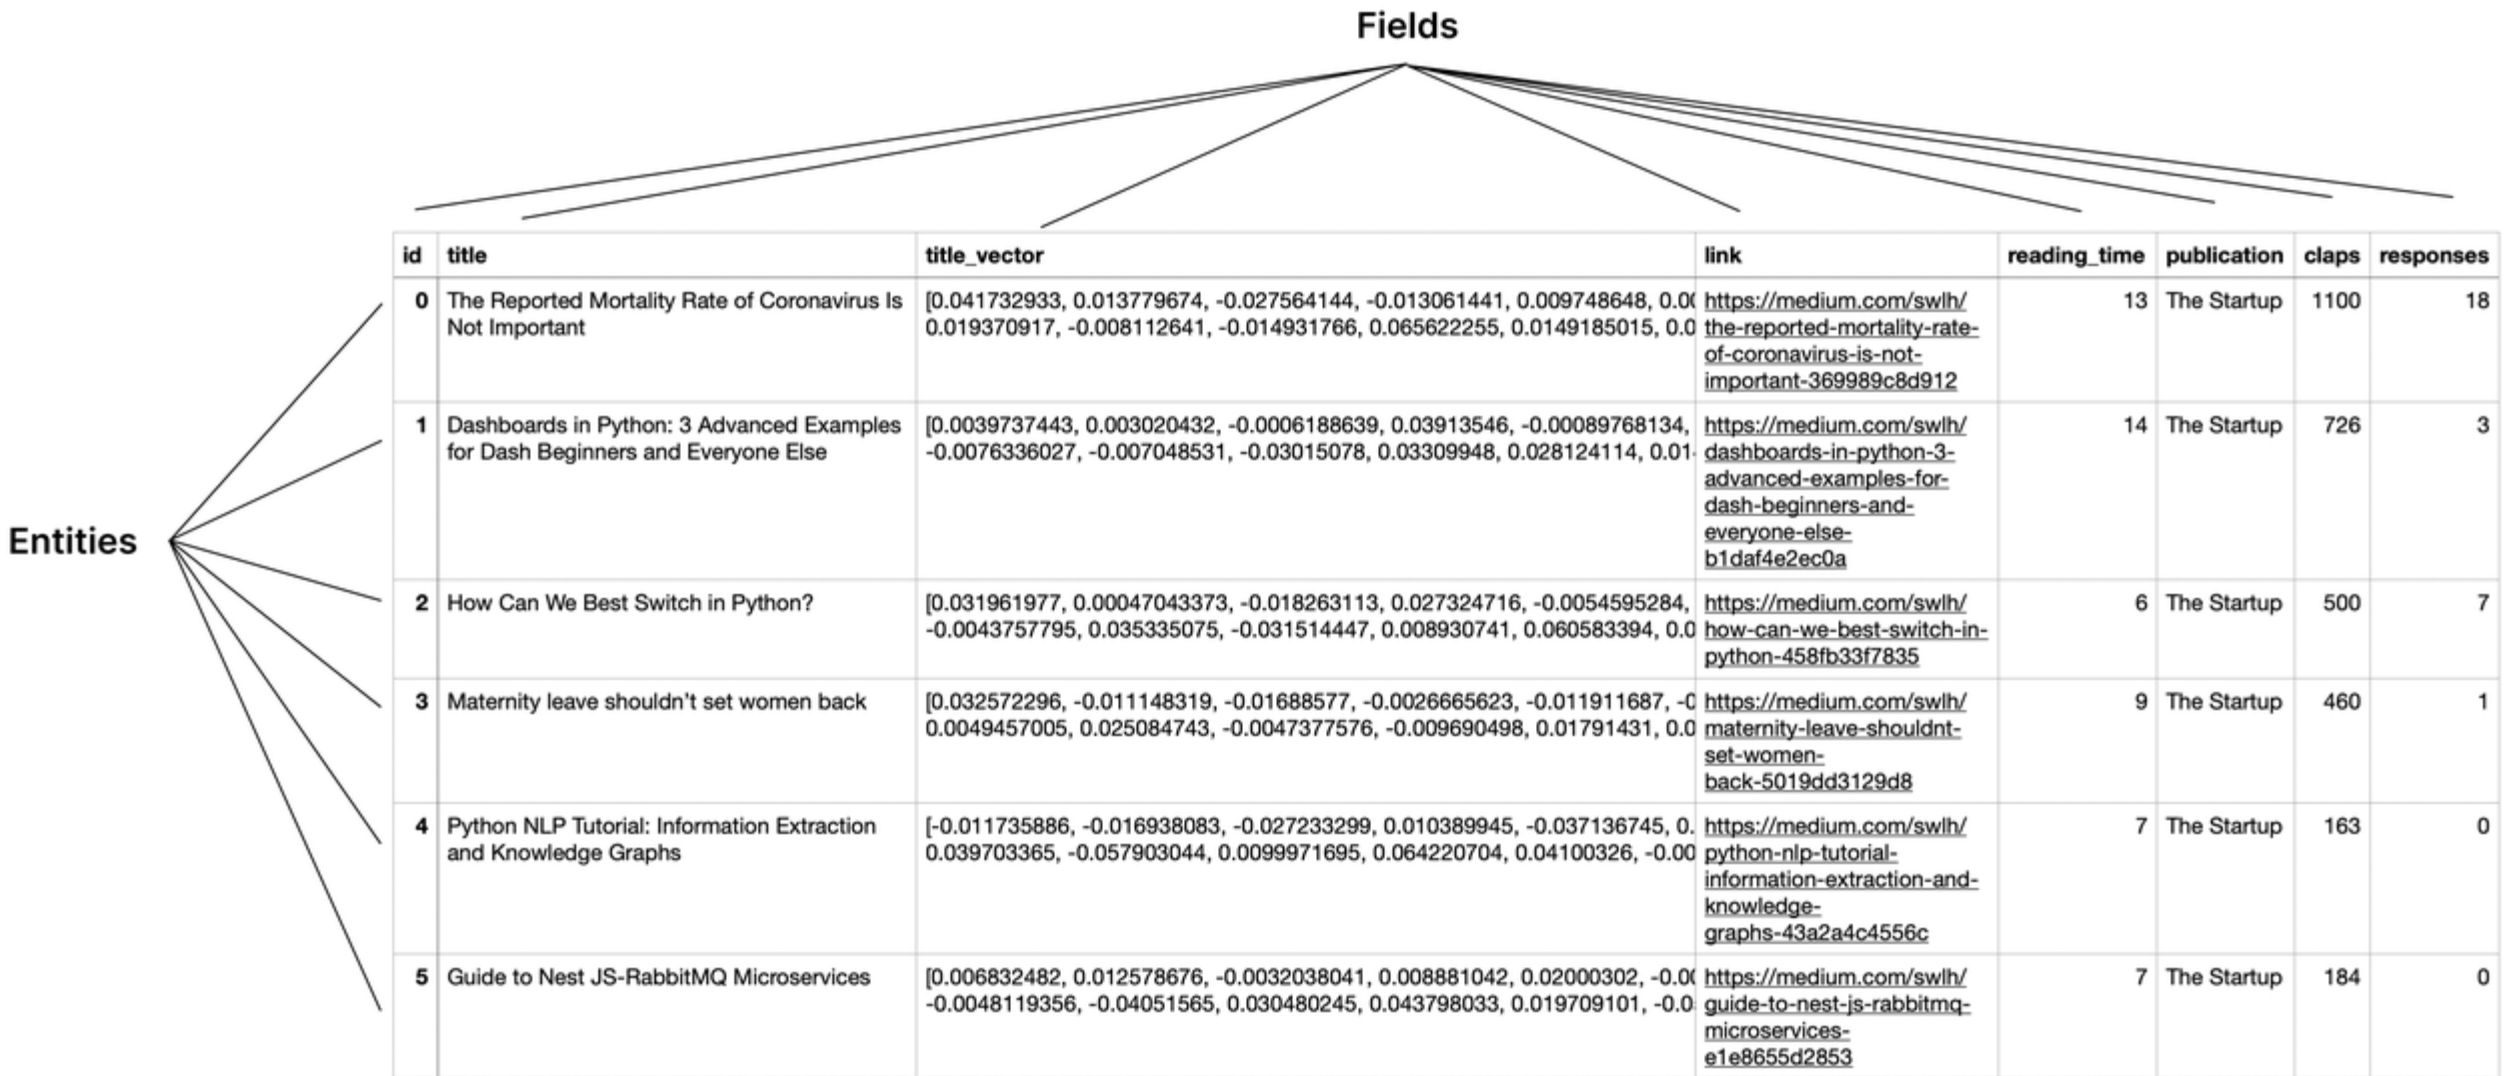 Fields
Entities
id title title_vector link reading_time publication claps responses
0 The Reported Mortality Rate of Coronavirus Is [0.041732933, 0.013779674, -0.027564144, -0.013061441, 0.009748648, 0.00 https://medium.com/swlh/ 13 The Startup 1100 18
Not Important 0.019370917, -0.008112641, -0.014931766, 0.065622255, 0.0149185015, 0.0 the-reported-mortality-rate-
of-coronavirus-is-not-
important-369989c8d912
1 Dashboards in Python: 3 Advanced Examples [0.0039737443, 0.003020432, -0.0006188639, 0.03913546, -0.00089768134, https://medium.com/swlh/ 14 The Startup 726 3
for Dash Beginners and Everyone Else -0.0076336027, -0.007048531, -0.03015078, 0.03309948, 0.028124114, 0.01 dashboards-in-python-3-
advanced-examples-for-
dash-beginners-and-
everyone-else-
b1daf4e2ec0a
2 How Can We Best Switch in Python? [0.031961977, 0.00047043373, -0.018263113, 0.027324716, -0.0054595284, https://medium.com/swlh/ 6 The Startup 500 7
-0.0043757795, 0.035335075, -0.031514447, 0.008930741, 0.060583394, 0.0 how-can-we-best-switch-in-
python-458fb33f7835
3 Maternity leave shouldn't set women back [0.032572296, -0.011148319, -0.01688577, -0.0026665623, -0.011911687, -0 https://medium.com/swlh/ 9 The Startup 460 1
0.0049457005, 0.025084743, -0.0047377576, -0.009690498, 0.01791431, 0.0 maternity-leave-shouldnt-
set-women-
back-5019dd3129d8
4 Python NLP Tutorial: Information Extraction [-0.011735886, -0.016938083, -0.027233299, 0.010389945, -0.037136745, 0. https://medium.com/swlh/ 7 The Startup 163 0
and Knowledge Graphs 0.039703365, -0.057903044, 0.0099971695, 0.064220704, 0.04100326, -0.00 python-nlp-tutorial-
information-extraction-and-
knowledge-
graphs-43a2a4c4556c
5 Guide to Nest JS-RabbitMQ Microservices [0.006832482, 0.012578676, -0.0032038041, 0.008881042, 0.02000302, -0.00 https://medium.com/swlh/ 7 The Startup 184 0
-0.0048119356, -0.04051565, 0.030480245, 0.043798033, 0.019709101, -0.0 guide-to-nest-js-rabbitmq-
microservices-
e1e8655d2853